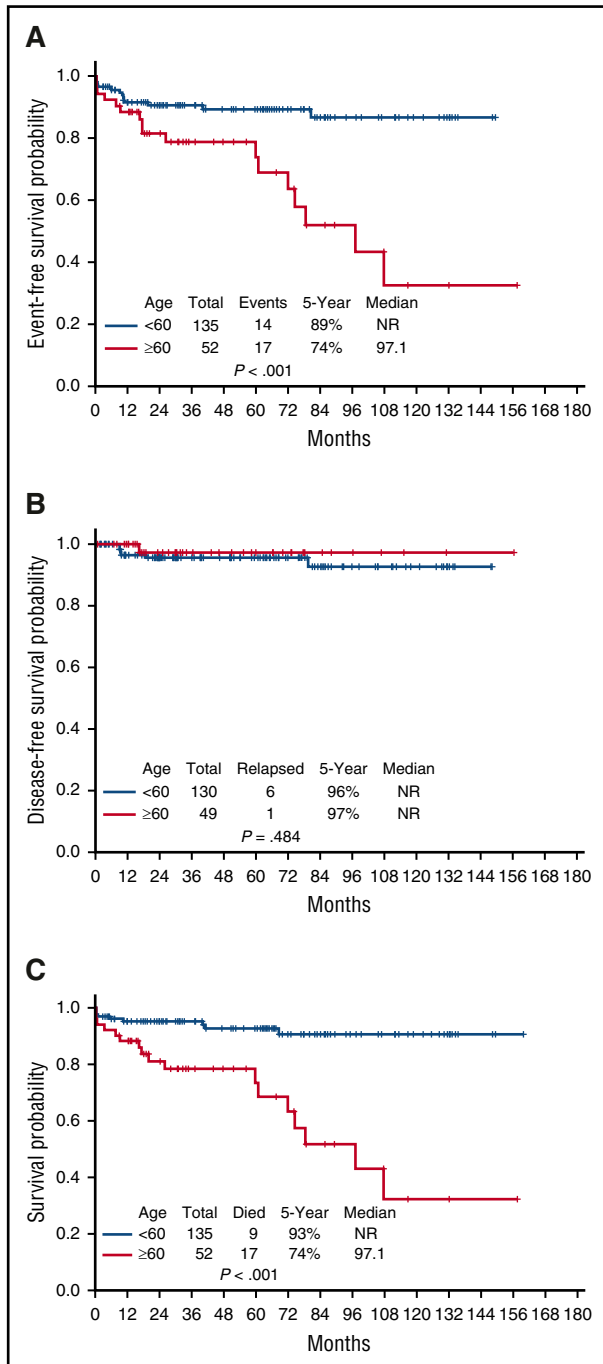 A
Event-free survival probability
1.0
0.8
0.6
0.4
0.2
0.0
Age Total Events 5-Year Median
<60 135 14 89% NR
≥60 52 17 74% 97.1
P < .001
0 12 24 36 48 60 72 84 96 108 120 132 144 156 168 180
Months
B
Disease-free survival probability
1.0
0.8
0.6
0.4
0.2
0.0
Age Total Relapsed 5-Year Median
<60 130 6 96% NR
≥60 49 1 97% NR
P = .484
0 12 24 36 48 60 72 84 96 108 120 132 144 156 168 180
Months
C
Survival probability
1.0
0.8
0.6
0.4
0.2
0.0
Age Total Died 5-Year Median
<60 135 9 93% NR
≥60 52 17 74% 97.1
P < .001
0 12 24 36 48 60 72 84 96 108 120 132 144 156 168 180
Months